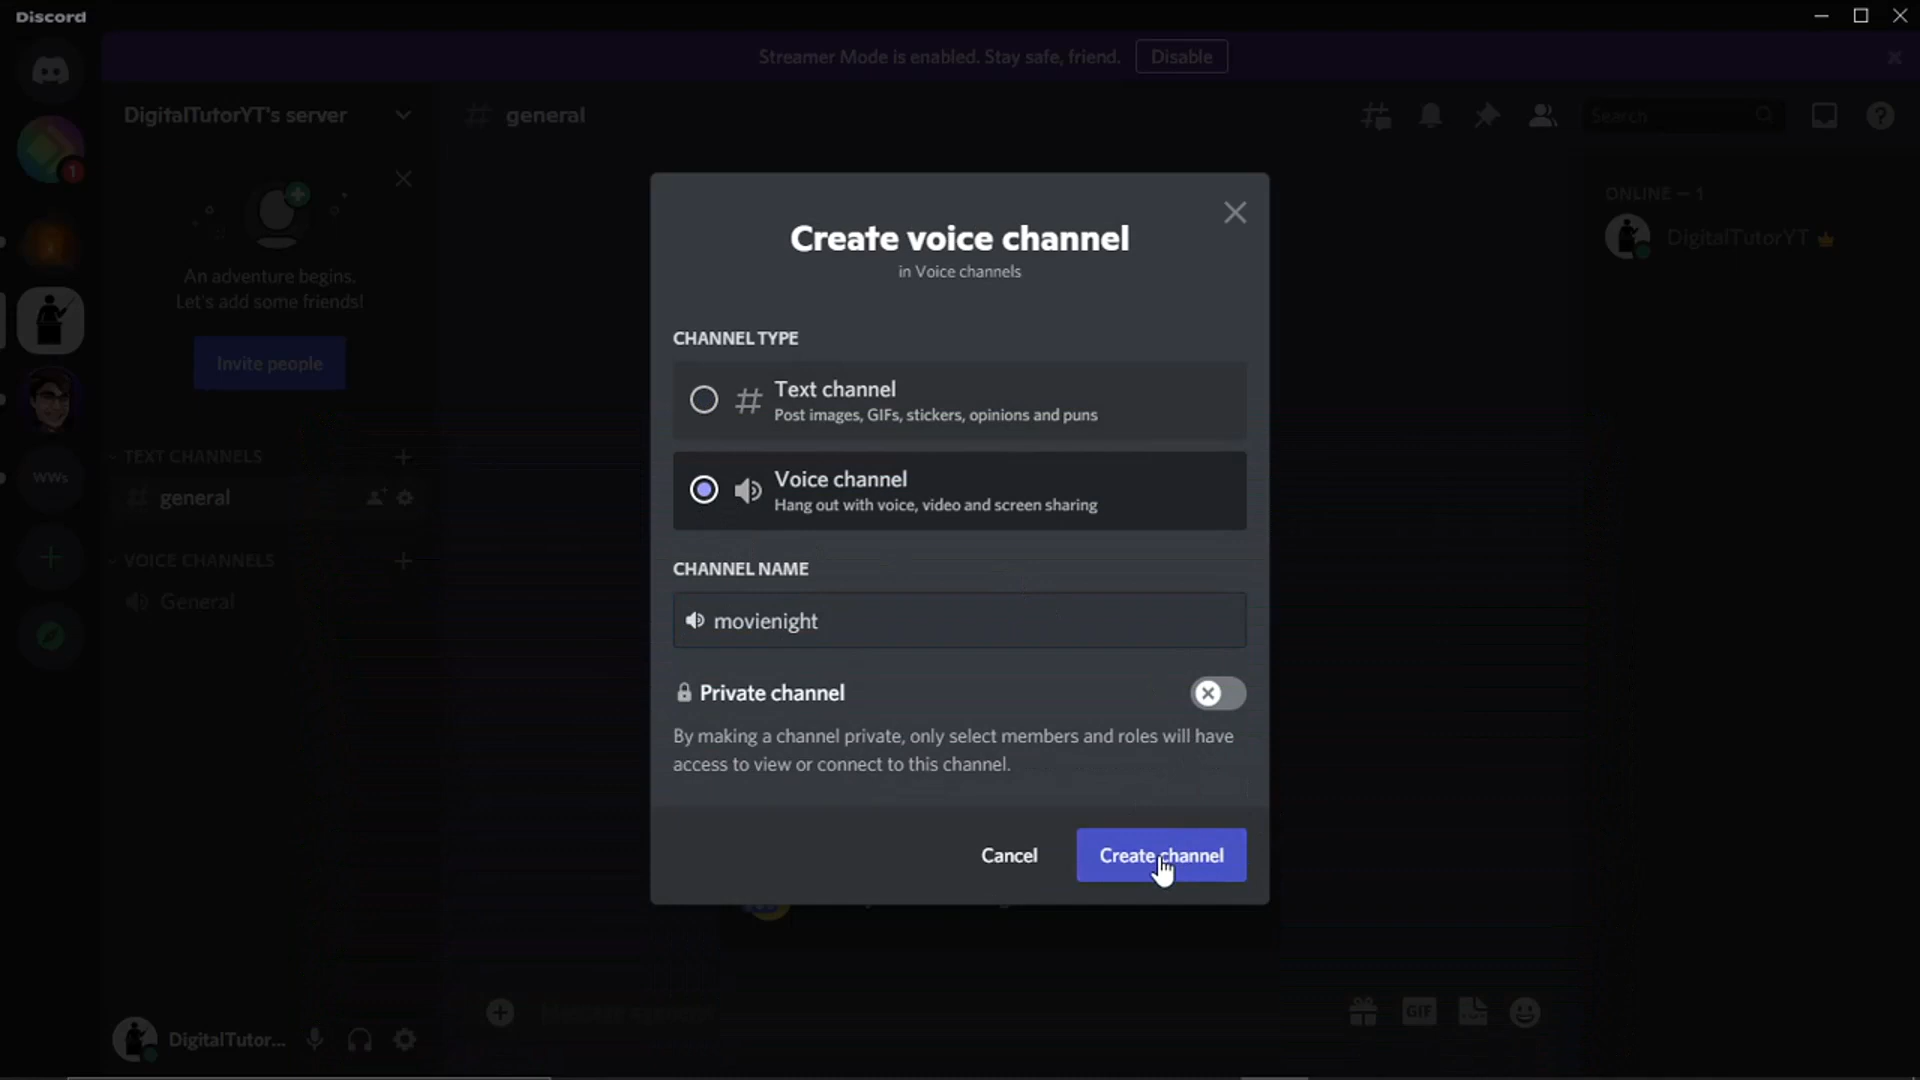 Discord
Streamer Mode is enabled. Stay safe, friend.
Disable
DigitalTutorYT's server
general
Search
1
An adventure begins.
Let's add some friends!
Invite people
TEXT CHANNELS
general
WWs
VOICE CHANNELS
General
Create voice channel
in Voice channels
CHANNEL TYPE
Text channel
Post images, GIFs, stickers, opinions and puns
Voice channel
Hang out with voice, video and screen sharing
CHANNEL NAME
movienight
Private channel
By making a channel private, only select members and roles will have
access to view or connect to this channel.
Cancel
Create channel
ONLINE — 1
DigitalTutorYT
DigitalTutor...
GIF